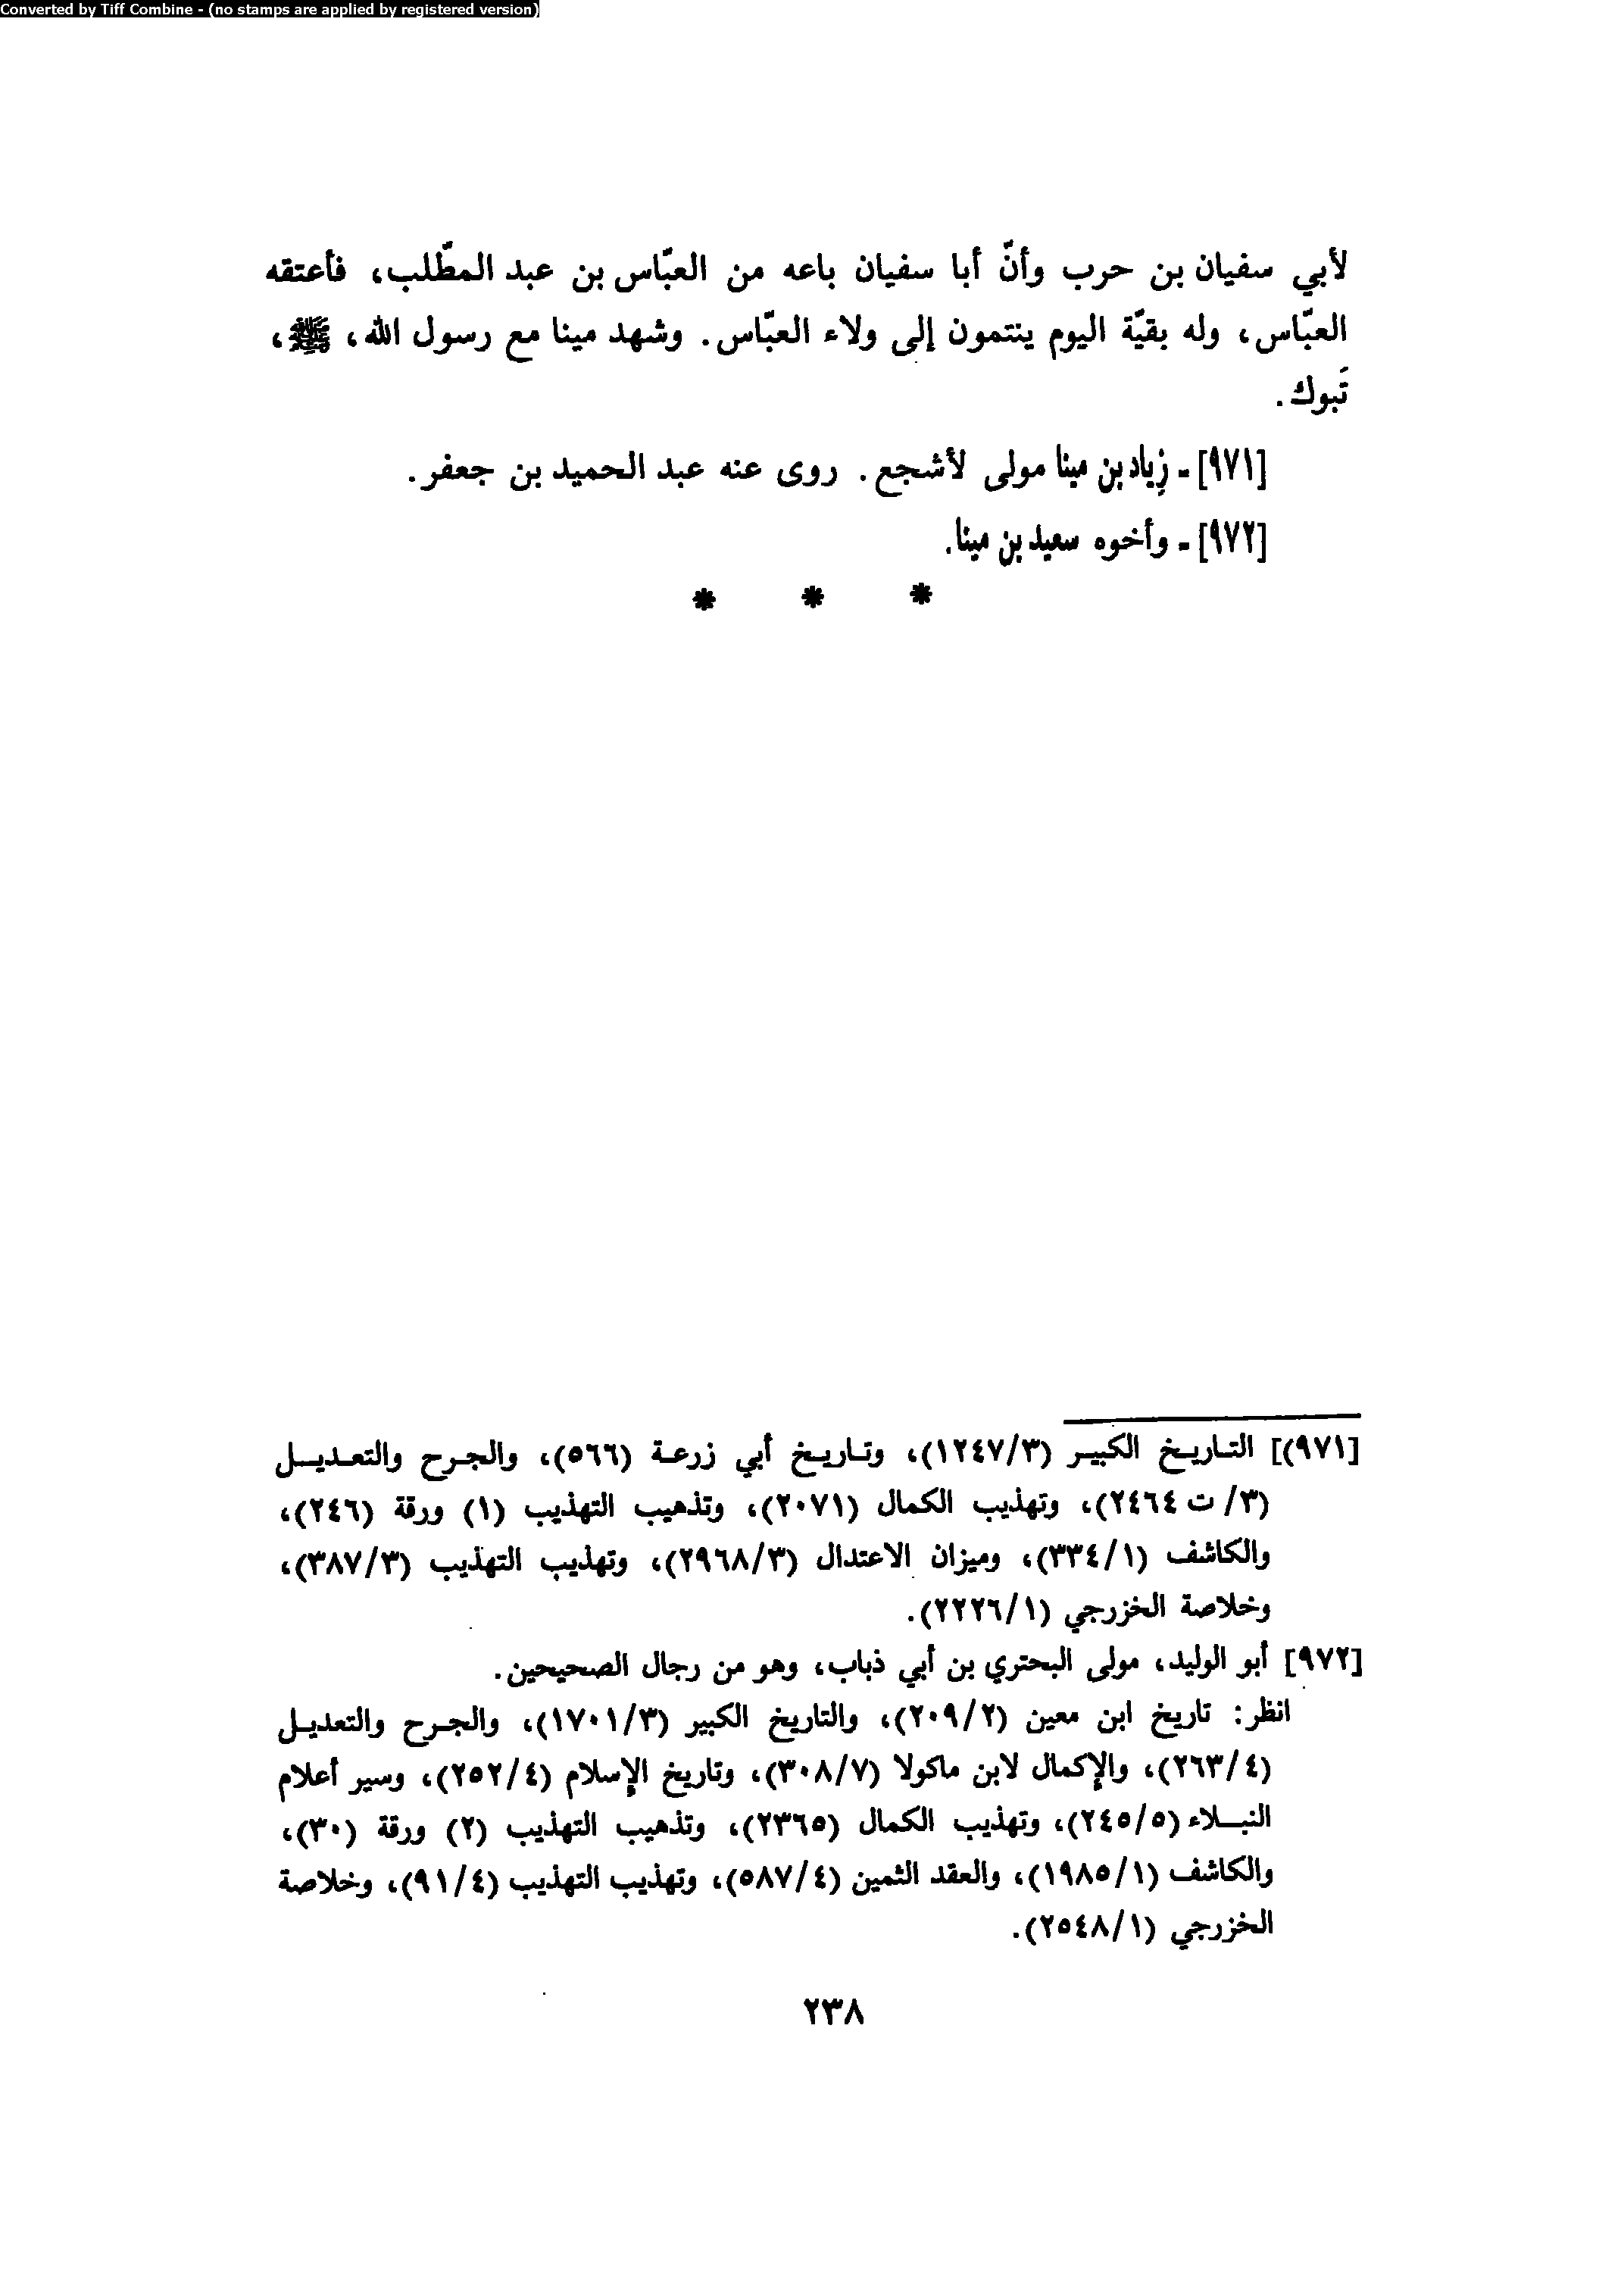 Converted by Tiff Combine - (no stamps are applied by registered version)
لأبي سفيان بن حرب وأنّ أبا سفيان باعه من العبّاس بن عبد المطّلب، فأعتقه
العبّاس، وله بقيّة اليوم ينتمون إلى ولاء العبّاس. وشهد مينا مع رسول الله، ﷺ،
تَبوك.
[٩٧١] - زِياد بن مينا مولى لأشجع. روى عنه عبد الحميد بن جعفر.
[٩٧٢] - وأخوه سعيد بن مينا.
* * *
[٩٧١)] التاريخ الكبير (٣/١٢٤٧)، وتاريخ أبي زرعة (٥٦٦)، والجرح والتعديل
(٣/ ت ٢٤٦٤)، وتهذيب الكمال (٢٠٧١)، وتذهيب التهذيب (١) ورقة (٢٤٦)،
والكاشف (١/٣٣٤)، وميزان الاعتدال (٣/٢٩٦٨)، وتهذيب التهذيب (٣/٣٨٧)،
وخلاصة الخزرجي (١/٢٢٢٦).
[٩٧٢] أبو الوليد، مولى البحتري بن أبي ذباب، وهو من رجال الصحيحين.
انظر: تاريخ ابن معين (٢/٢٠٩)، والتاريخ الكبير (٣/١٧٠١)، والجرح والتعديل
(٤/٢٦٣)، والإكمال لابن ماكولا (٧/٣٠٨)، وتاريخ الإسلام (٤/٢٥٢)، وسير أعلام
النبلاء (٥/٢٤٥)، وتهذيب الكمال (٢٣٦٥)، وتذهيب التهذيب (٢) ورقة (٣٠)،
والكاشف (١/١٩٨٥)، والعقد الثمين (٤/٥٨٧)، وتهذيب التهذيب (٤/٩١)، وخلاصة
الخزرجي (١/٢٥٤٨).
٢٣٨